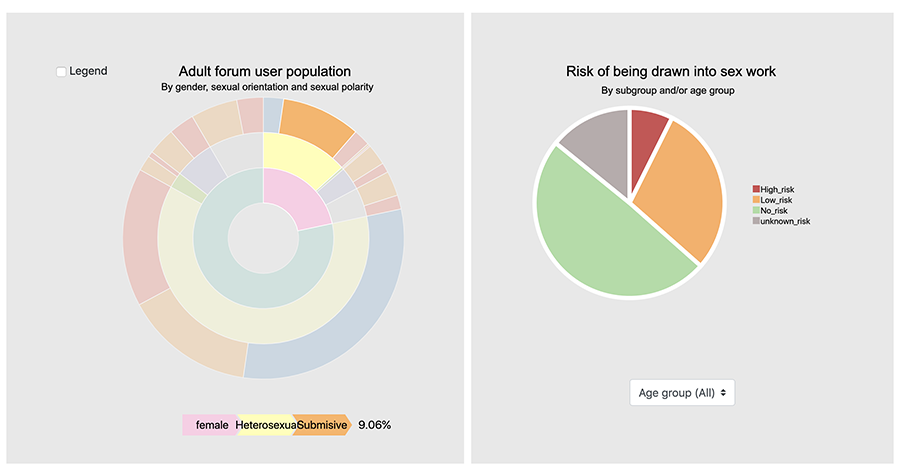 Legend
Adult forum user population
By gender, sexual orientation and sexual polarity
female
Heterosexual
Submisive
9.06%
Risk of being drawn into sex work
By subgroup and/or age group
High_risk
Low_risk
No_risk
unknown_risk
Age group (All)